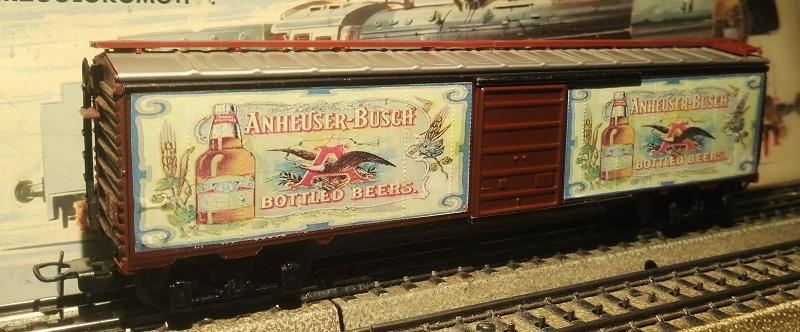 ANHEUSER-BUSCH
A
BOTTLED BEERS.
ANHEUSER-BUSCH
A
BOTTLED BEERS.